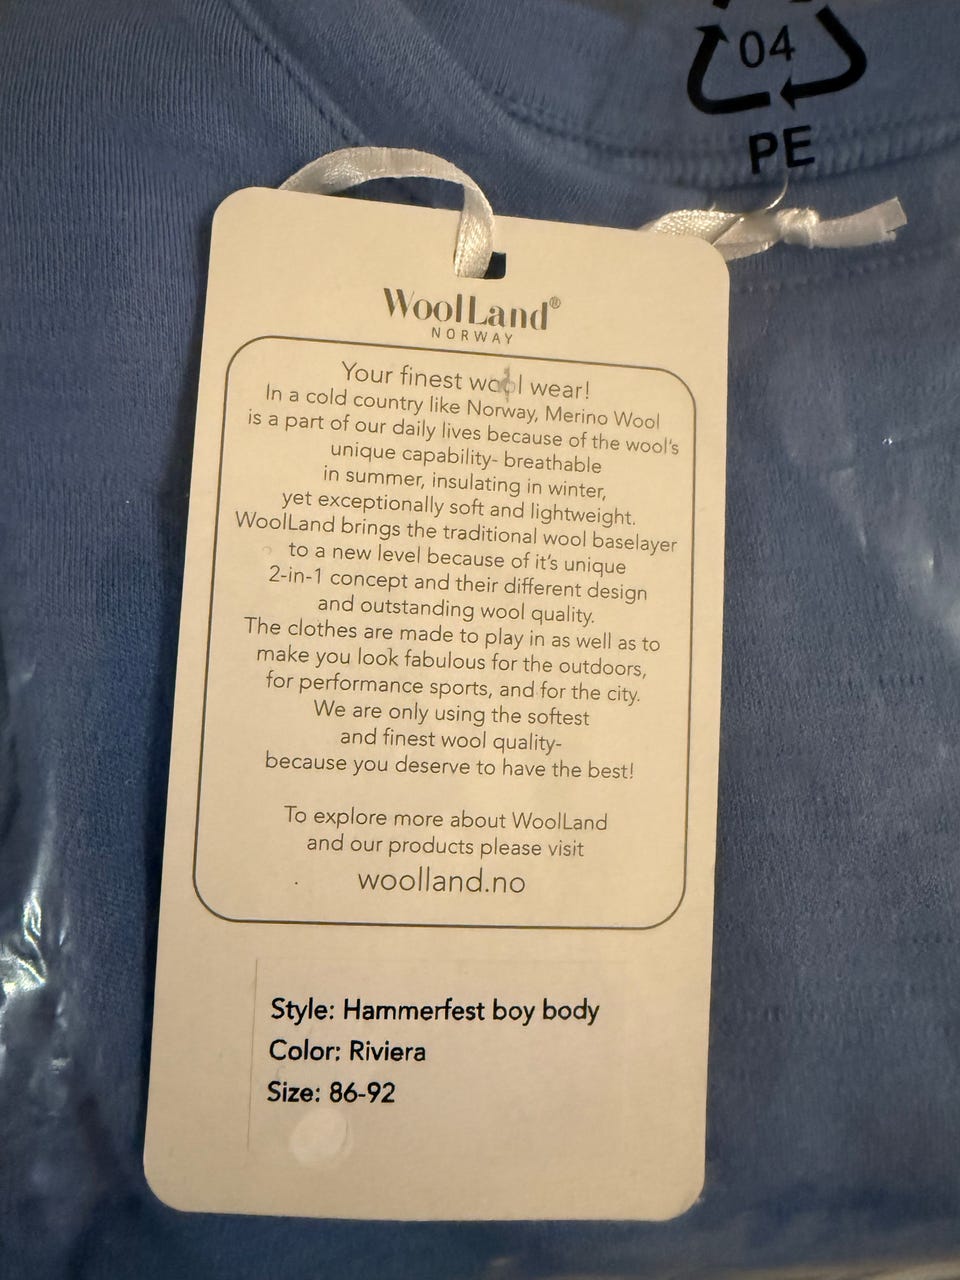 04
PE
WoolLand®
NORWAY
Your finest wool wear!
In a cold country like Norway, Merino Wool
is a part of our daily lives because of the wool's
unique capability- breathable
in summer, insulating in winter,
yet exceptionally soft and lightweight.
WoolLand brings the traditional wool baselayer
to a new level because of it's unique
2-in-1 concept and their different design
and outstanding wool quality.
The clothes are made to play in as well as to
make you look fabulous for the outdoors,
for performance sports, and for the city.
We are only using the softest
and finest wool quality-
because you deserve to have the best!
To explore more about WoolLand
and our products please visit
woolland.no
Style: Hammerfest boy body
Color: Riviera
Size: 86-92